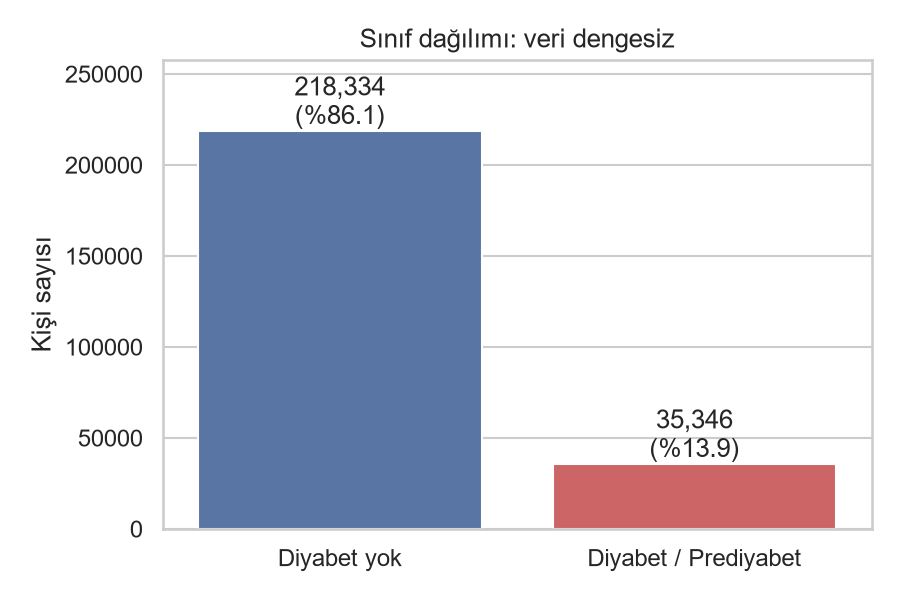 Sınıf dağılımı: veri dengesiz
Kişi sayısı
250000
200000
150000
100000
50000
0
218,334
(%86.1)
35,346
(%13.9)
Diyabet yok
Diyabet / Prediyabet